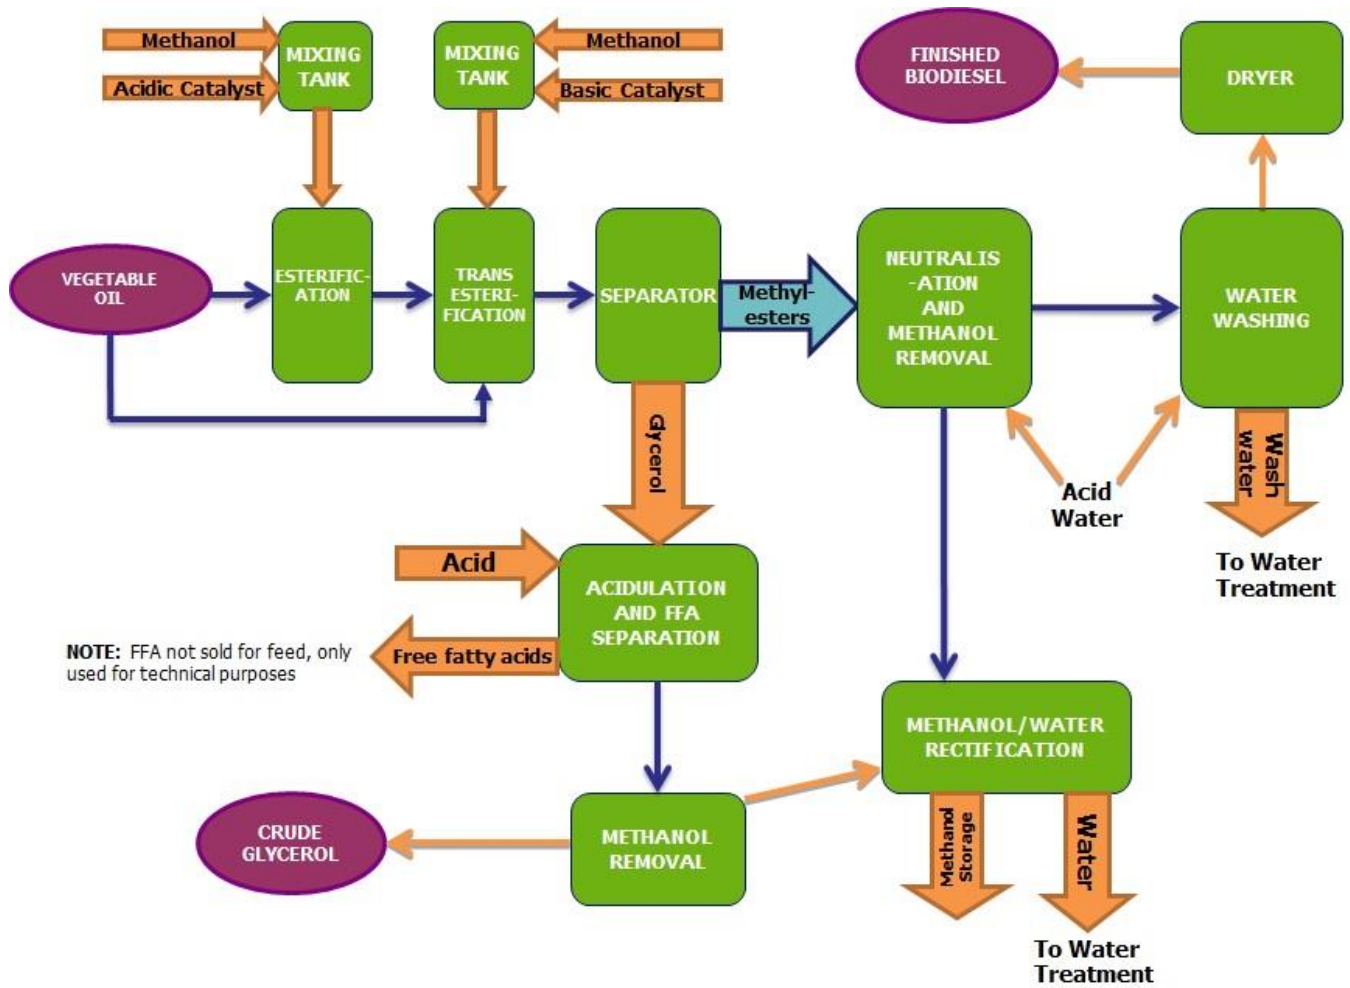 Methanol
Acidic Catalyst
MIXING
TANK
MIXING
TANK
Methanol
Basic Catalyst
FINISHED
BIODIESEL
DRYER
VEGETABLE
OIL
ESTERIFIC-
ATION
TRANS
ESTERI-
FICATION
SEPARATOR
Methyl-
esters
NEUTRALIS
-ATION
AND
METHANOL
REMOVAL
WATER
WASHING
Glycerol
Acid
Water
Wash
water
To Water
Treatment
Acid
ACIDULATION
AND FFA
SEPARATION
Free fatty acids
NOTE: FFA not sold for feed, only
used for technical purposes
METHANOL/WATER
RECTIFICATION
CRUDE
GLYCEROL
METHANOL
REMOVAL
Methanol
Storage
Water
To Water
Treatment